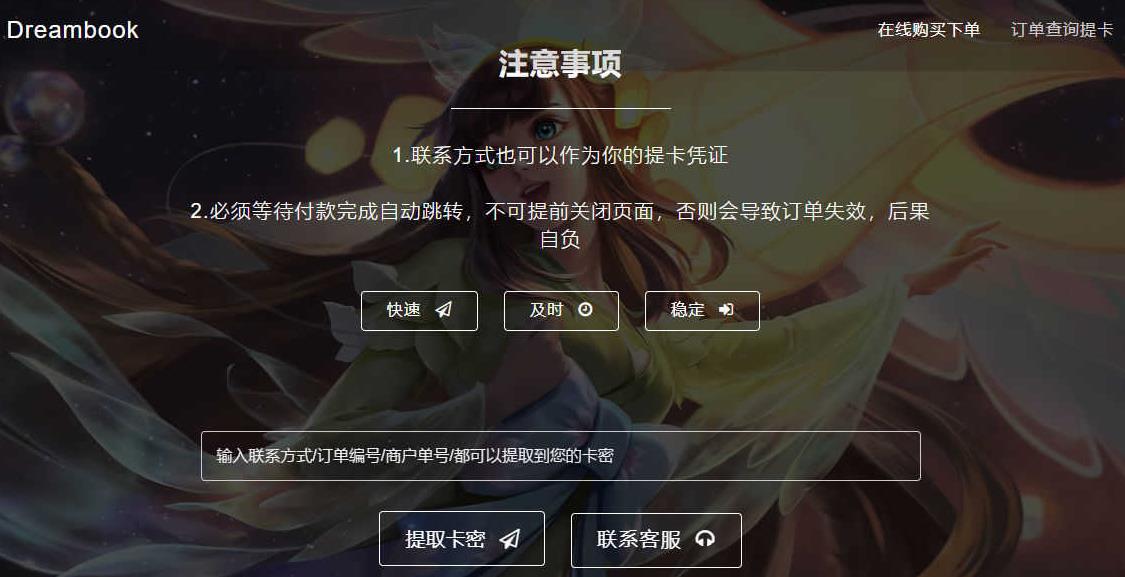 Dreambook
在线购买下单
订单查询提卡
注意事项
1.联系方式也可以作为你的提卡凭证
2.必须等待付款完成自动跳转，不可提前关闭页面，否则会导致订单失效，后果
自负
快速
及时
稳定
输入联系方式/订单编号/商户单号/都可以提取到您的卡密
提取卡密
联系客服